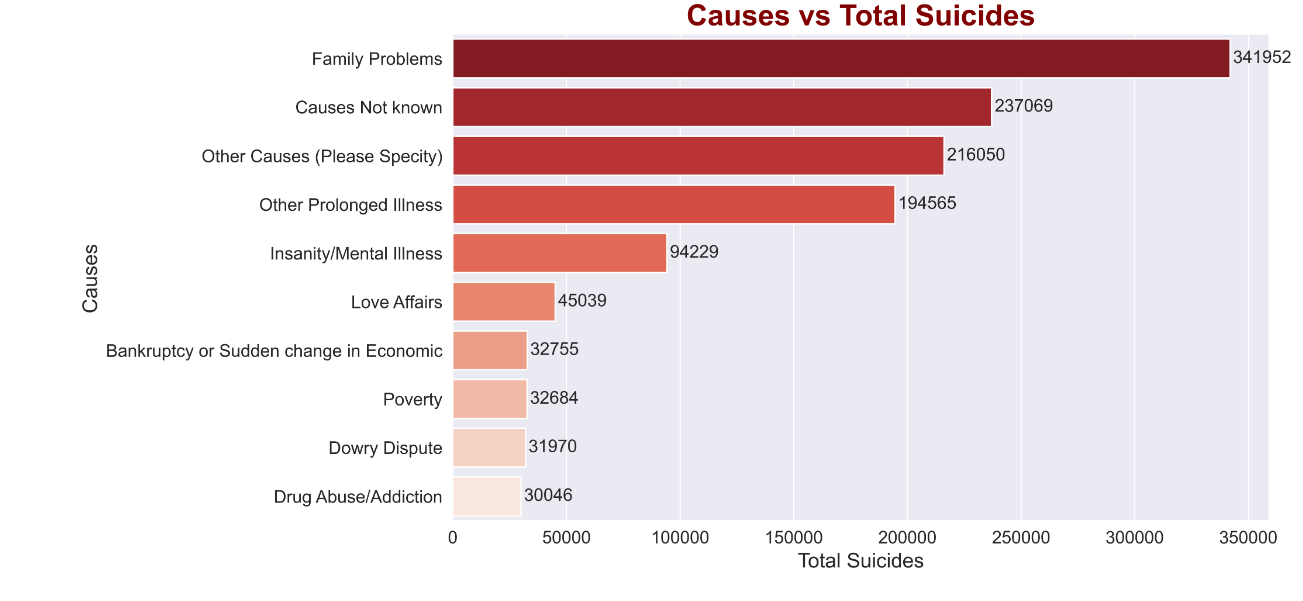 Causes vs Total Suicides
Family Problems 341952
Causes Not known 237069
Other Causes (Please Specity) 216050
Other Prolonged Illness 194565
Insanity/Mental Illness 94229
Causes
Love Affairs 45039
Bankruptcy or Sudden change in Economic 32755
Poverty 32684
Dowry Dispute 31970
Drug Abuse/Addiction 30046
0 50000 100000 150000 200000 250000 300000 350000
Total Suicides